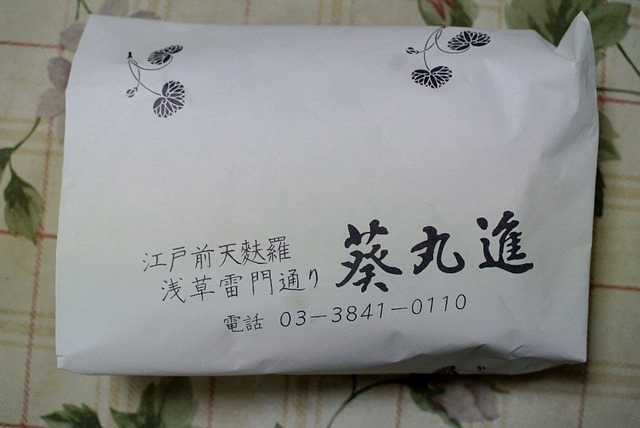 江戸前天麩羅
浅草雷門通り
葵丸進
電話 03-3841-0110